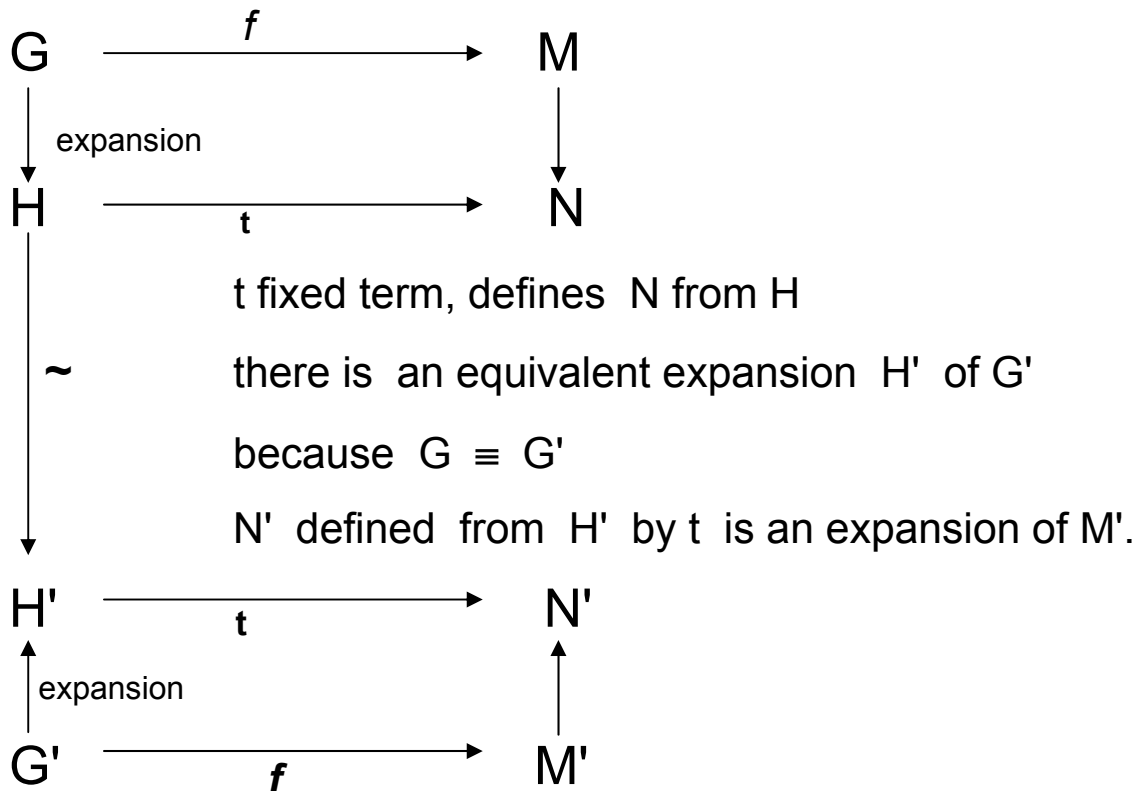 f
G M
expansion
H N
t
t fixed term, defines N from H
~ there is an equivalent expansion H' of G'
because G ≡ G'
N' defined from H' by t is an expansion of M'.
H' N'
t
expansion
G' M'
f